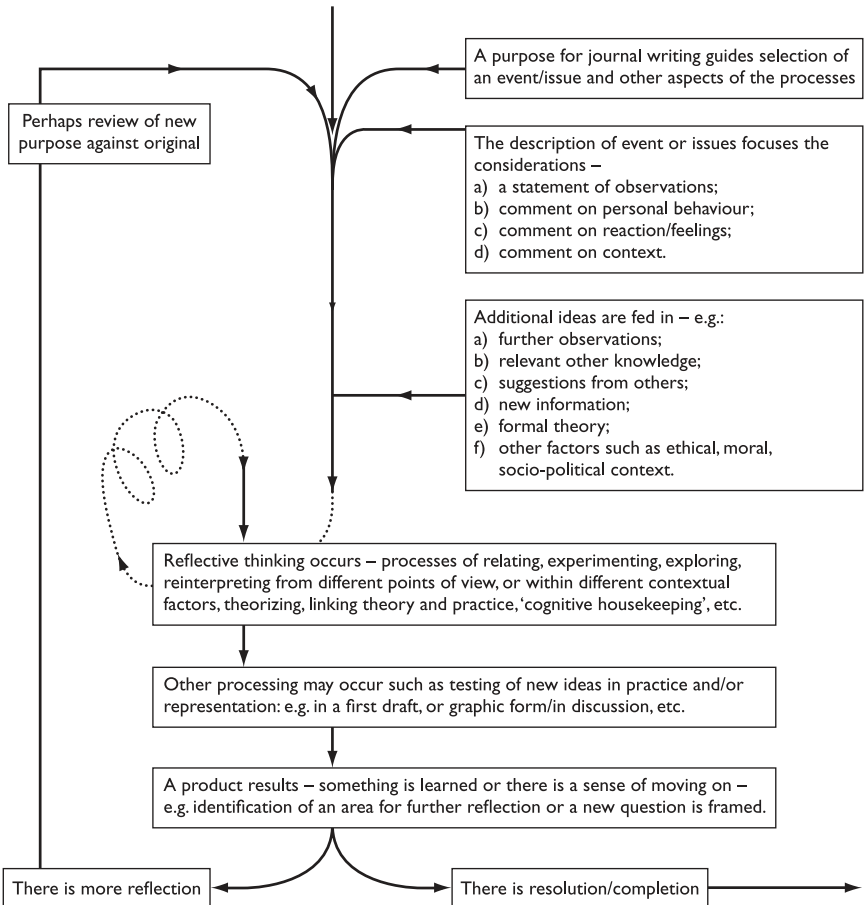 A purpose for journal writing guides selection of
an event/issue and other aspects of the processes
Perhaps review of new
purpose against original
The description of event or issues focuses the
considerations –
a) a statement of observations;
b) comment on personal behaviour;
c) comment on reaction/feelings;
d) comment on context.
Additional ideas are fed in – e.g.:
a) further observations;
b) relevant other knowledge;
c) suggestions from others;
d) new information;
e) formal theory;
f) other factors such as ethical, moral,
socio-political context.
Reflective thinking occurs – processes of relating, experimenting, exploring,
reinterpreting from different points of view, or within different contextual
factors, theorizing, linking theory and practice, ‘cognitive housekeeping’, etc.
Other processing may occur such as testing of new ideas in practice and/or
representation: e.g. in a first draft, or graphic form/in discussion, etc.
A product results – something is learned or there is a sense of moving on –
e.g. identification of an area for further reflection or a new question is framed.
There is more reflection
There is resolution/completion